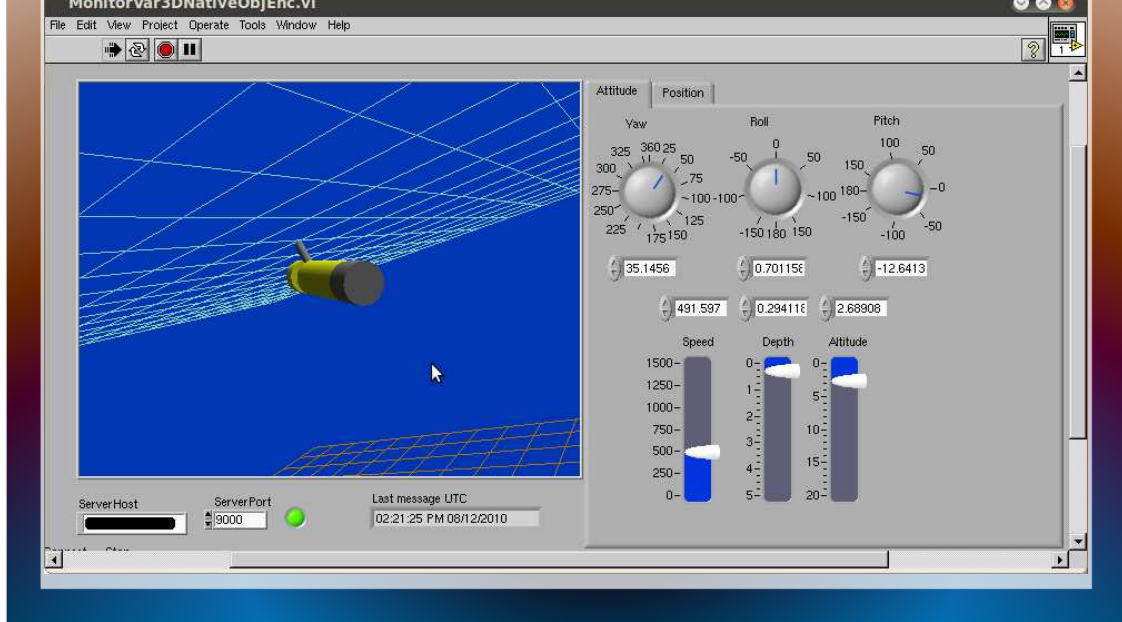 MonitorVar3DNativeObjEnc.vi
File Edit View Project Operate Tools Window Help
1
Attitude Position
Yaw Roll Pitch
325 360 25 50 75 100 125 150 175 225 250 275 300
-50 0 50 100 150 180 -150 -100
100 50 0 -50 -100 -150 180 150
35.1456 0.701158 -12.6413
491.597 0.294118 2.68908
Speed Depth Altitude
1500 1250 1000 750 500 250 0
0 1 2 3 4 5
0 5 10 15 20
ServerHost ServerPort Last message UTC
9000 02:21:25 PM 08/12/2010